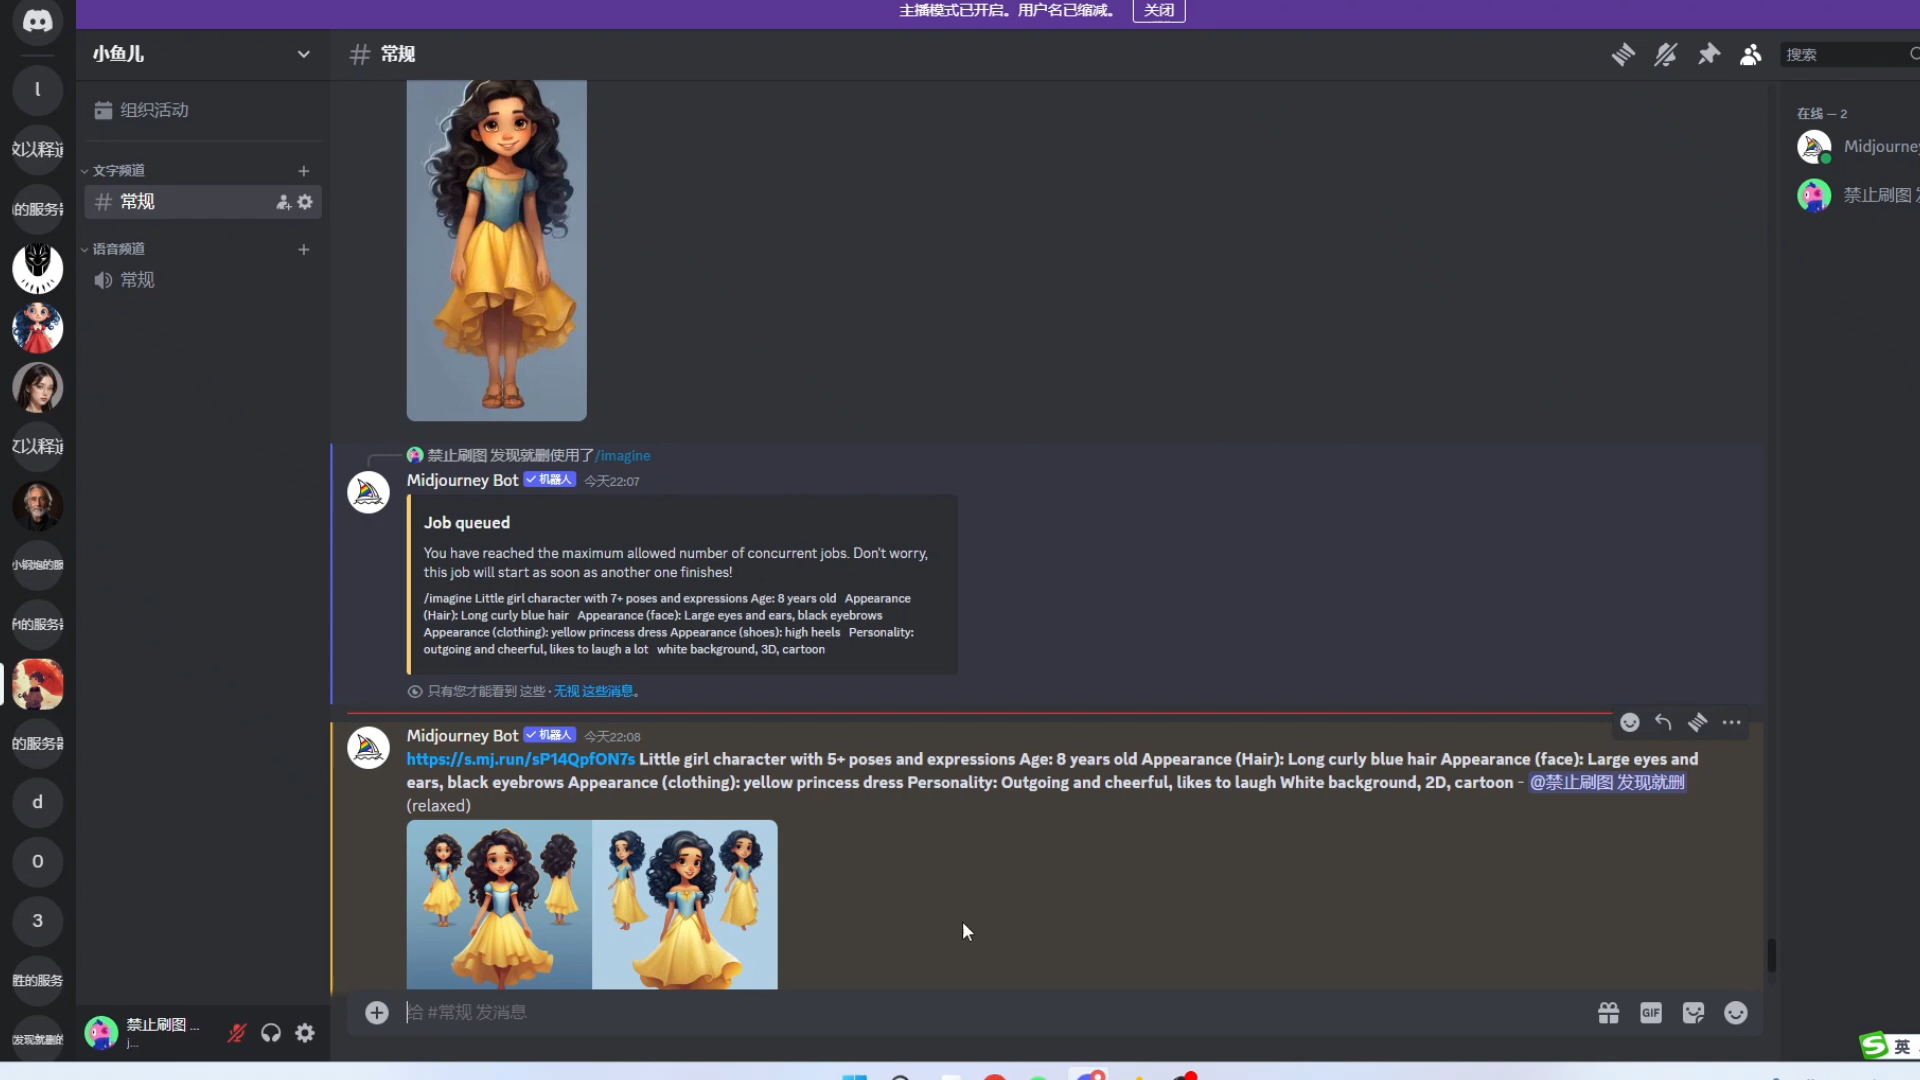 主播模式已开启。用户名已缩减。 关闭
小鱼儿
常规
搜索
组织活动
文字频道
常规
语音频道
常规
l
的服务
的服务
的服务
d
O
3
胜的服务
发现就删的
禁止刷图 ...
j...
禁止刷图 发现就删使用了/imagine
Midjourney Bot 机器人 今天22:07
Job queued
You have reached the maximum allowed number of concurrent jobs. Don't worry,
this job will start as soon as another one finishes!
/imagine Little girl character with 7+ poses and expressions Age: 8 years old Appearance
(Hair): Long curly blue hair Appearance (face): Large eyes and ears, black eyebrows
Appearance (clothing): yellow princess dress Appearance (shoes): high heels Personality:
outgoing and cheerful, likes to laugh a lot white background, 3D, cartoon
只有您才能看到 这些 · 无视 这些消息。
Midjourney Bot 机器人 今天22:08
https://s.mj.run/sP14QpfON7s Little girl character with 5+ poses and expressions Age: 8 years old Appearance (Hair): Long curly blue hair Appearance (face): Large eyes and
ears, black eyebrows Appearance (clothing): yellow princess dress Personality: Outgoing and cheerful, likes to laugh White background, 2D, cartoon - @禁止刷图 发现就删
(relaxed)
给 #常规 发消息
GIF
在线 — 2
Midjourney
禁止刷图
英